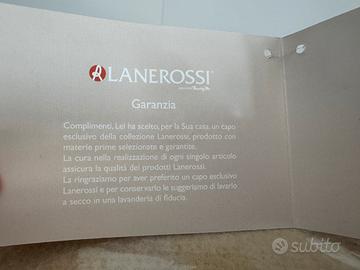 LANEROSSI
Garanzia
Complimenti, Lei ha scelto, per la Sua casa, un capo
esclusivo della collezione Lanerossi, prodotto con
materie prime selezionate e garantite.
La cura nella realizzazione di ogni singolo articolo
assicura la qualità dei prodotti Lanerossi.
La ringraziamo per aver preferito un capo esclusivo
Lanerossi e per conservarlo le suggeriamo di lavarlo
a secco in una lavanderia di fiducia.
subito